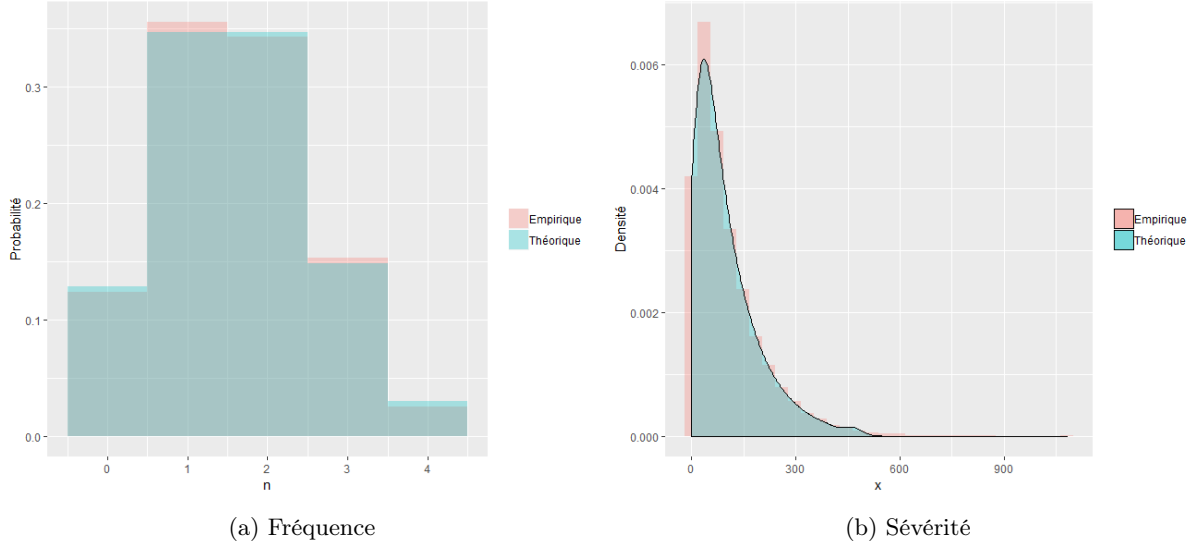 0.3
0.2
0.1
0.0
Probabilité
0 1 2 3 4
n
Empirique
Théorique
(a) Fréquence
0.006
0.004
0.002
0.000
Densité
0 300 600 900
x
Empirique
Théorique
(b) Sévérité